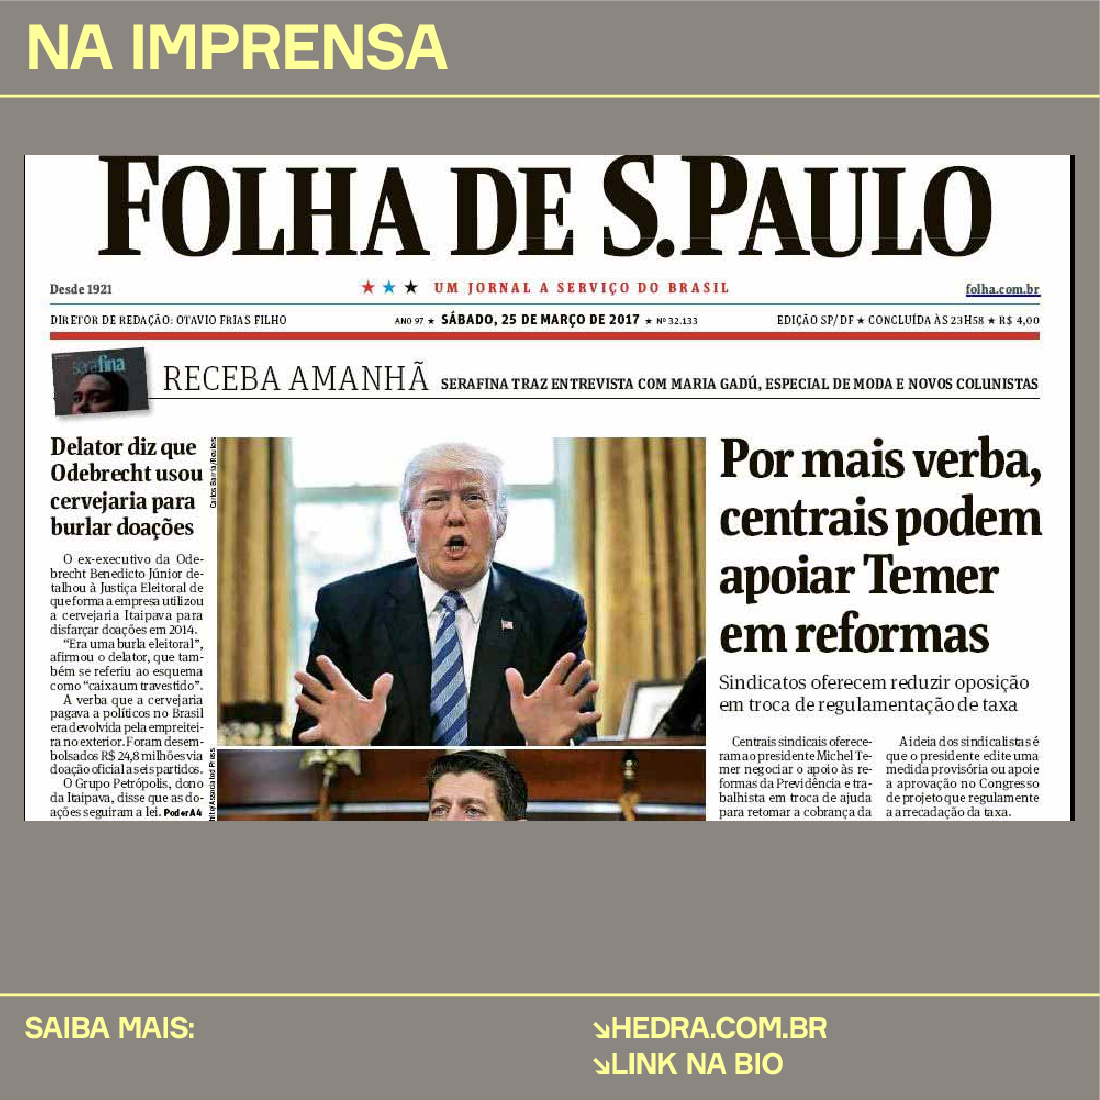 NA IMPRENSA
FOLHA DE S.PAULO
Desde 1921
★ ★ ★ UM JORNAL A SERVIÇO DO BRASIL
folha.com.br
DIRETOR DE REDAÇÃO: OTAVIO FRIAS FILHO
ANO 97 ★ SÁBADO, 25 DE MARÇO DE 2017 ★ Nº 32.133
EDIÇÃO SP/DF ★ CONCLUÍDA ÀS 23H58 ★ R$ 4,00
serafina
RECEBA AMANHÃ SERAFINA TRAZ ENTREVISTA COM MARIA GADÚ, ESPECIAL DE MODA E NOVOS COLUNISTAS
Delator diz que
Odebrecht usou
cervejaria para
burlar doações
O ex-executivo da Ode-
brecht Benedicto Júnior de-
talhou à Justiça Eleitoral de
que forma a empresa utilizou
a cervejaria Itaipava para
disfarçar doações em 2014.
“Era uma burla eleitoral”,
afirmou o delator, que tam-
bém se referiu ao esquema
como “caixa um travestido”.
A verba que a cervejaria
pagava a políticos no Brasil
era devolvida pela empreitei-
ra no exterior. Foram desem-
bolsados R$ 24,8 milhões via
doação oficial a seis partidos.
O Grupo Petrópolis, dono
da Itaipava, disse que as do-
ações seguiram a lei. Poder A4
Carlos Barria/Reuters
Por mais verba,
centrais podem
apoiar Temer
em reformas
Sindicatos oferecem reduzir oposição
em troca de regulamentação de taxa
Centrais sindicais oferece-
ram ao presidente Michel Te-
mer negociar o apoio às re-
formas da Previdência e tra-
balhista em troca de ajuda
para retomar a cobrança da
A ideia dos sindicalistas é
que o presidente edite uma
medida provisória ou apoie
a aprovação no Congresso
de projeto que regulamente
a arrecadação da taxa.
SAIBA MAIS:
↘HEDRA.COM.BR
↘LINK NA BIO